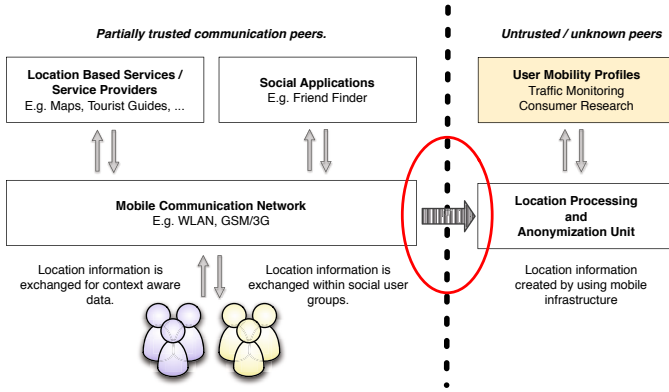 Partially trusted communication peers.
Untrusted / unknown peers
Location Based Services /
Service Providers
E.g. Maps, Tourist Guides, ...
Social Applications
E.g. Friend Finder
User Mobility Profiles
Traffic Monitoring
Consumer Research
Mobile Communication Network
E.g. WLAN, GSM/3G
Location Processing
and
Anonymization Unit
Location information is
exchanged for context aware
data.
Location information is
exchanged within social user
groups.
Location information
created by using mobile
infrastructure